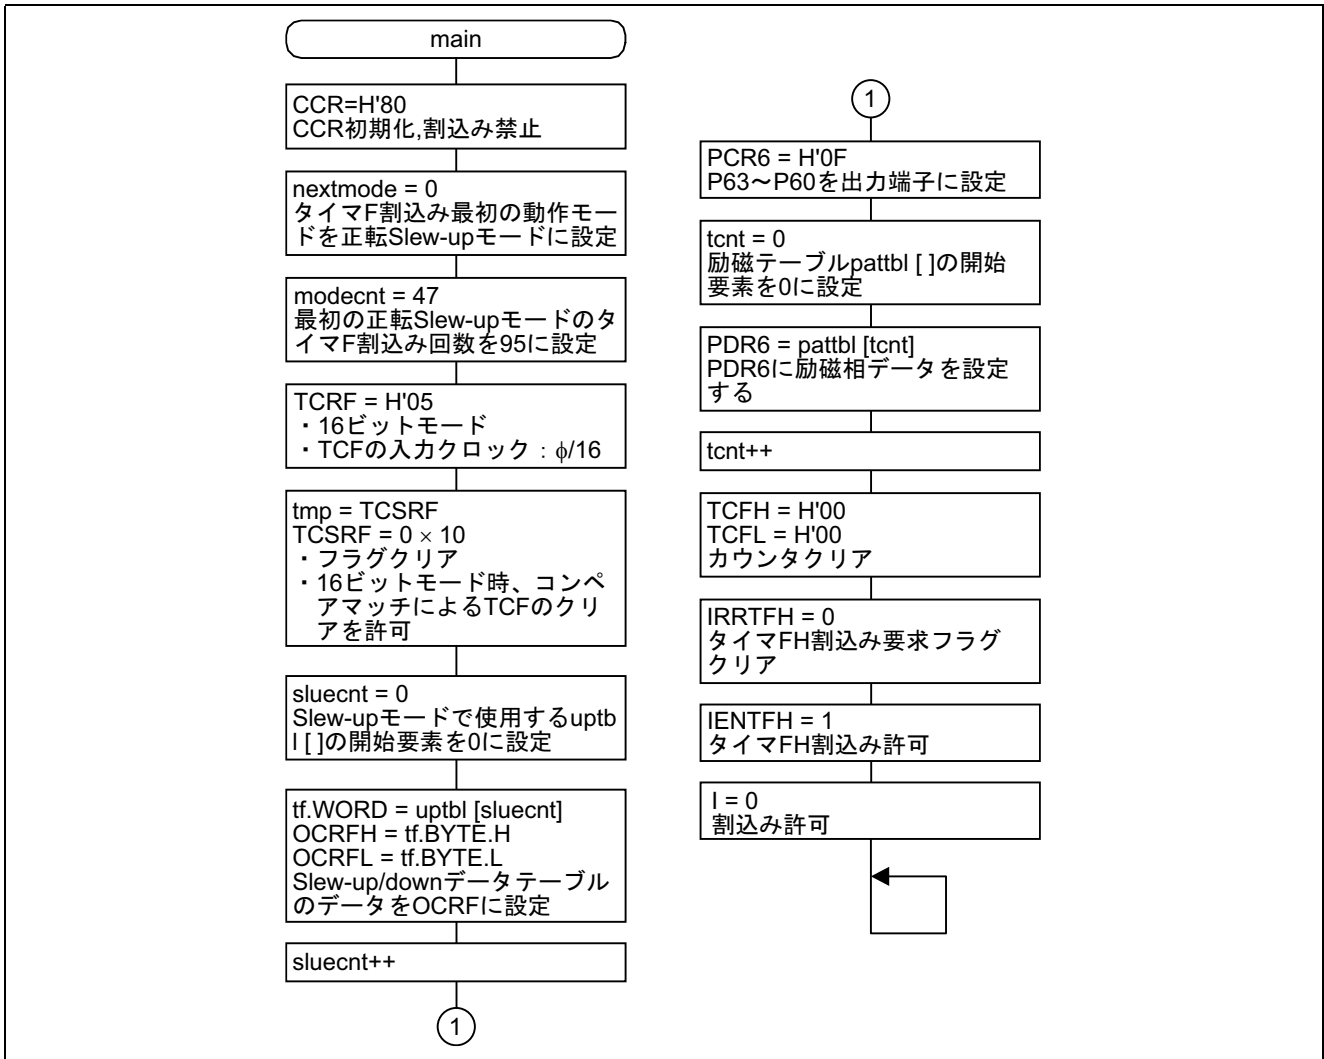 main
CCR=H'80
CCR初期化,割込み禁止
nextmode = 0
タイマF割込み最初の動作モー
ドを正転Slew-upモードに設定
modecnt = 47
最初の正転Slew-upモードのタ
イマF割込み回数を95に設定
TCRF = H'05
・16ビットモード
・TCFの入力クロック：φ/16
tmp = TCSRF
TCSRF = 0 × 10
・フラグクリア
・16ビットモード時、コンペ
アマッチによるTCFのクリ
アを許可
sluecnt = 0
Slew-upモードで使用するuptb
l [ ]の開始要素を0に設定
tf.WORD = uptbl [sluecnt]
OCRFH = tf.BYTE.H
OCRFL = tf.BYTE.L
Slew-up/downデータテーブル
のデータをOCRFに設定
sluecnt++
1
1
PCR6 = H'0F
P63～P60を出力端子に設定
tcnt = 0
励磁テーブルpattbl [ ]の開始
要素を0に設定
PDR6 = pattbl [tcnt]
PDR6に励磁相データを設定
する
tcnt++
TCFH = H'00
TCFL = H'00
カウンタクリア
IRRTFH = 0
タイマFH割込み要求フラグ
クリア
IENTFH = 1
タイマFH割込み許可
I = 0
割込み許可